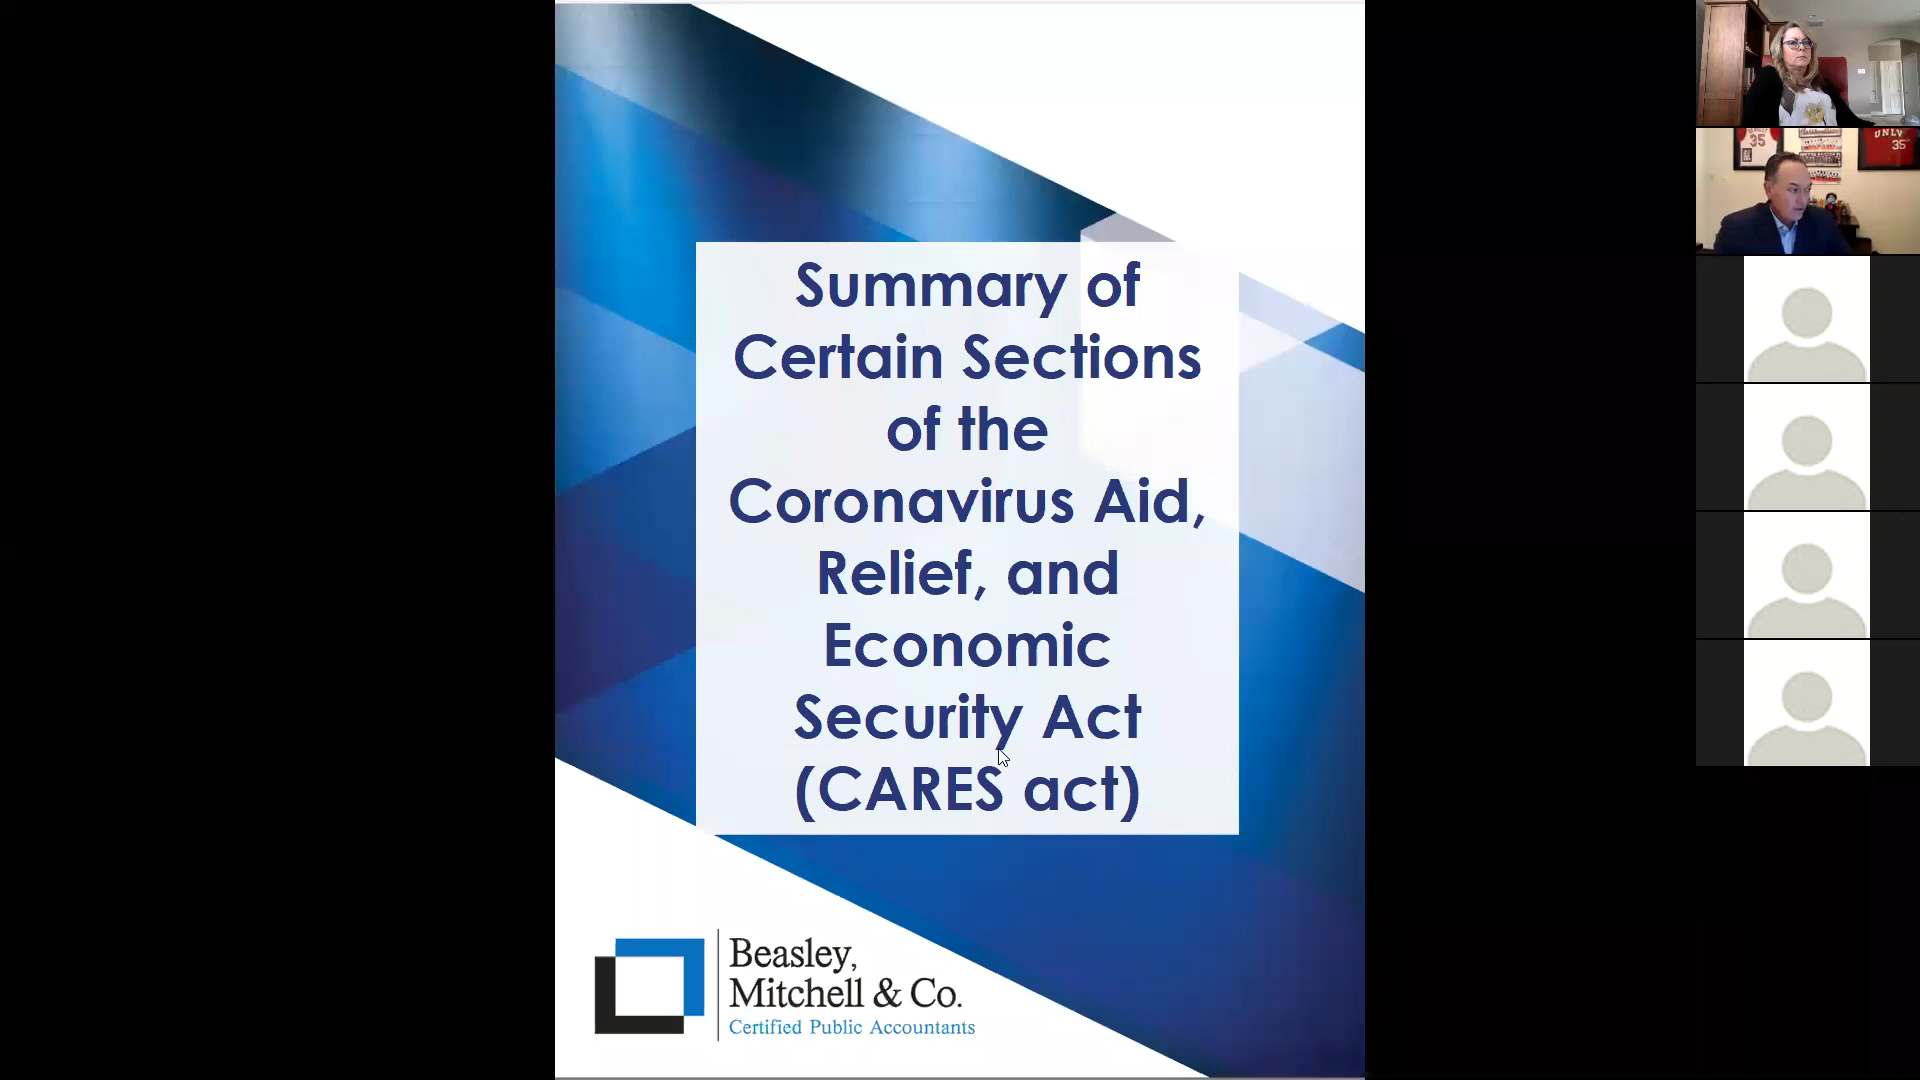 Summary of
Certain Sections
of the
Coronavirus Aid,
Relief, and
Economic
Security Act
(CARES act)
Beasley,
Mitchell & Co.
Certified Public Accountants
35
UNLV
35